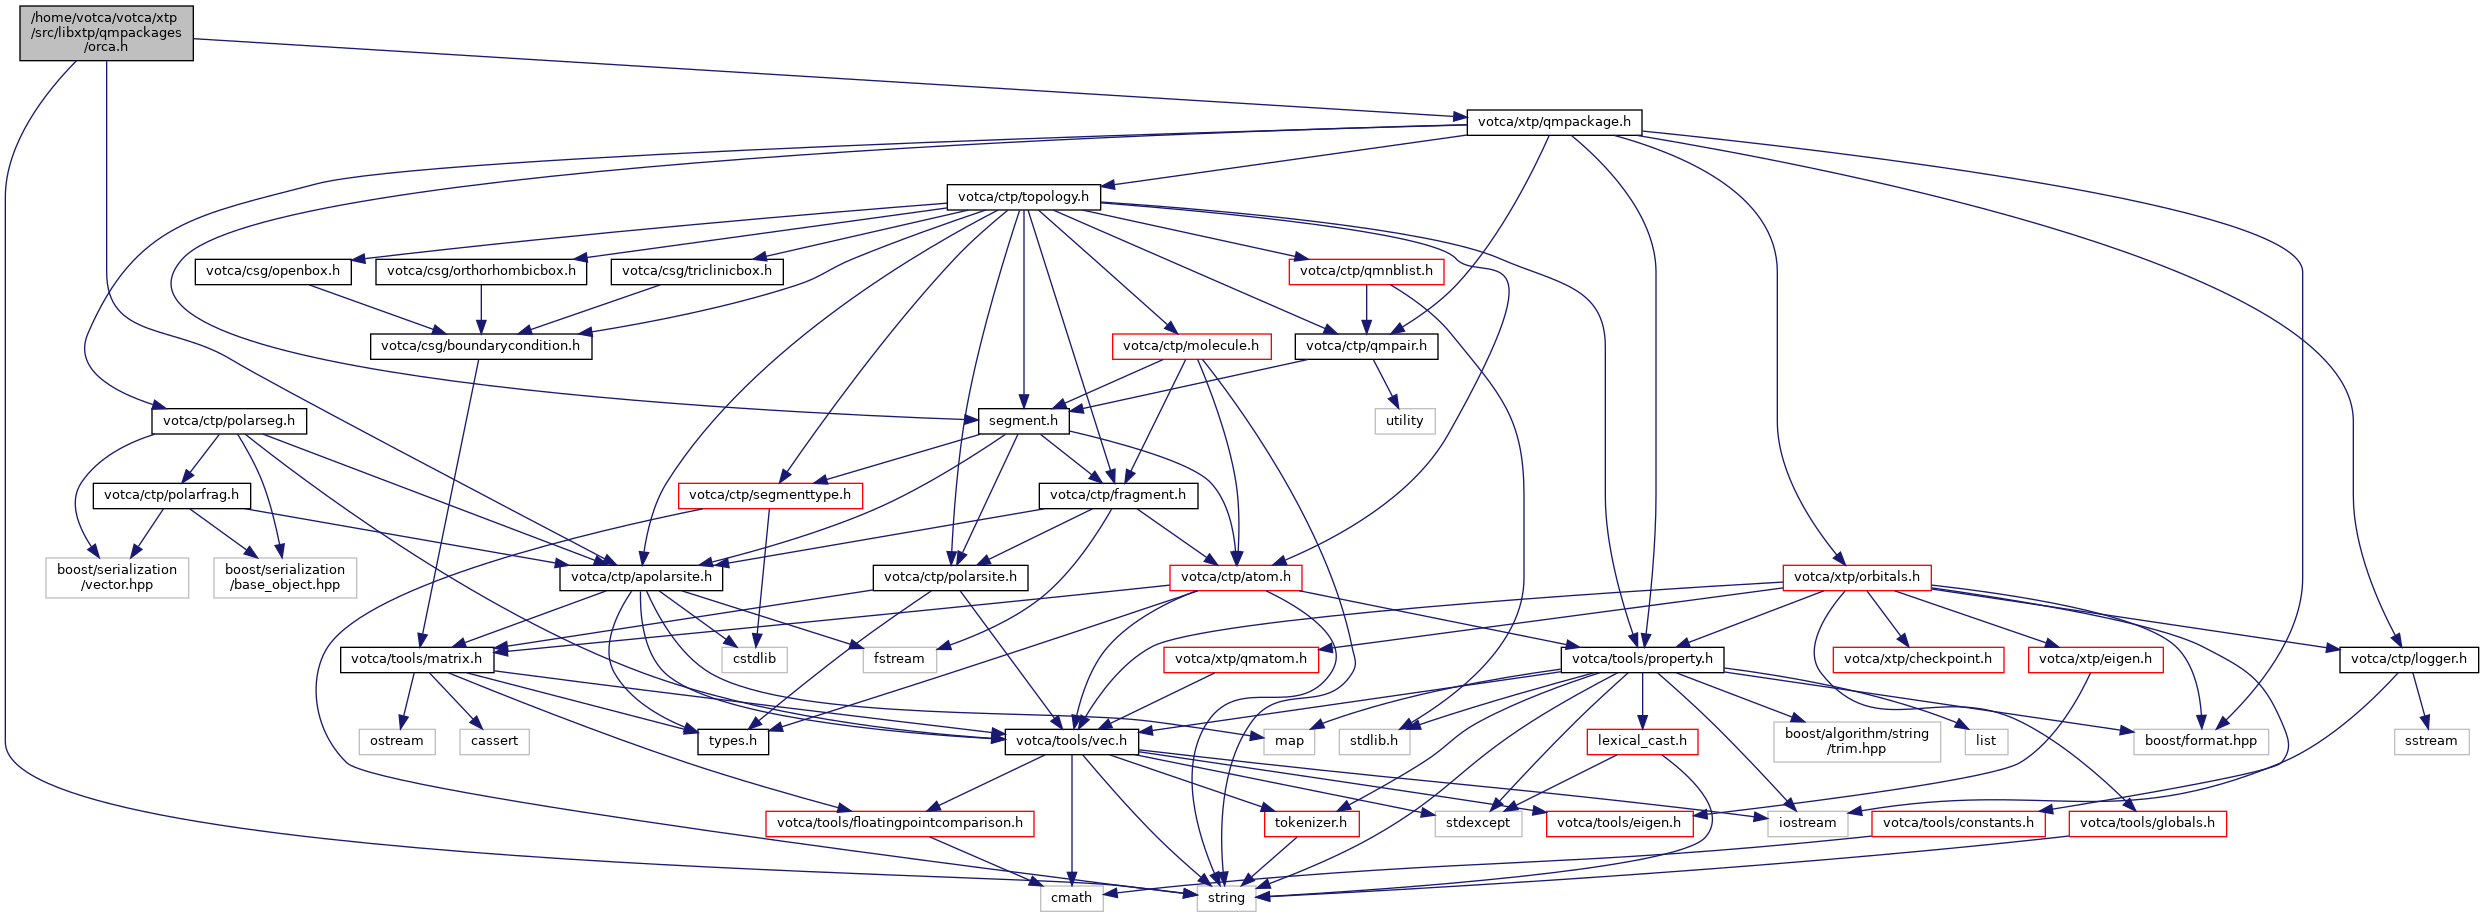 /home/votca/votca/xtp
/src/libxtp/qmpackages
/orca.h
votca/xtp/qmpackage.h
votca/ctp/topology.h
votca/csg/openbox.h
votca/csg/orthorhombicbox.h
votca/csg/triclinicbox.h
votca/ctp/qmnblist.h
votca/csg/boundarycondition.h
votca/ctp/molecule.h
votca/ctp/qmpair.h
votca/ctp/polarseg.h
segment.h
utility
votca/ctp/polarfrag.h
votca/ctp/segmenttype.h
votca/ctp/fragment.h
boost/serialization
/vector.hpp
boost/serialization
/base_object.hpp
votca/ctp/apolarsite.h
votca/ctp/polarsite.h
votca/ctp/atom.h
votca/xtp/orbitals.h
votca/tools/matrix.h
cstdlib
fstream
votca/xtp/qmatom.h
votca/tools/property.h
votca/xtp/checkpoint.h
votca/xtp/eigen.h
votca/ctp/logger.h
ostream
cassert
types.h
votca/tools/vec.h
map
stdlib.h
lexical_cast.h
boost/algorithm/string
/trim.hpp
list
boost/format.hpp
sstream
votca/tools/floatingpointcomparison.h
tokenizer.h
stdexcept
votca/tools/eigen.h
iostream
votca/tools/constants.h
votca/tools/globals.h
cmath
string